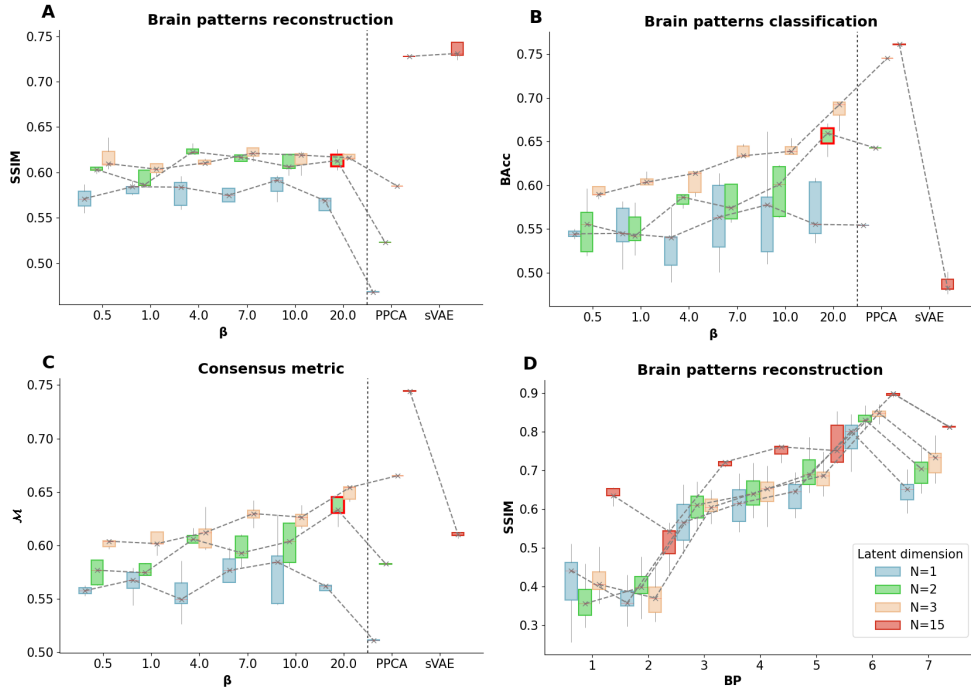 A
Brain patterns reconstruction
SSIM
0.75
0.70
0.65
0.60
0.55
0.50
0.5 1.0 4.0 7.0 10.0 20.0 PPCA sVAE
β
B
Brain patterns classification
BAcc
0.75
0.70
0.65
0.60
0.55
0.50
0.5 1.0 4.0 7.0 10.0 20.0 PPCA sVAE
β
C
Consensus metric
ℳ
0.75
0.70
0.65
0.60
0.55
0.50
0.5 1.0 4.0 7.0 10.0 20.0 PPCA sVAE
β
D
Brain patterns reconstruction
SSIM
0.9
0.8
0.7
0.6
0.5
0.4
0.3
1 2 3 4 5 6 7
BP
Latent dimension
N=1
N=2
N=3
N=15